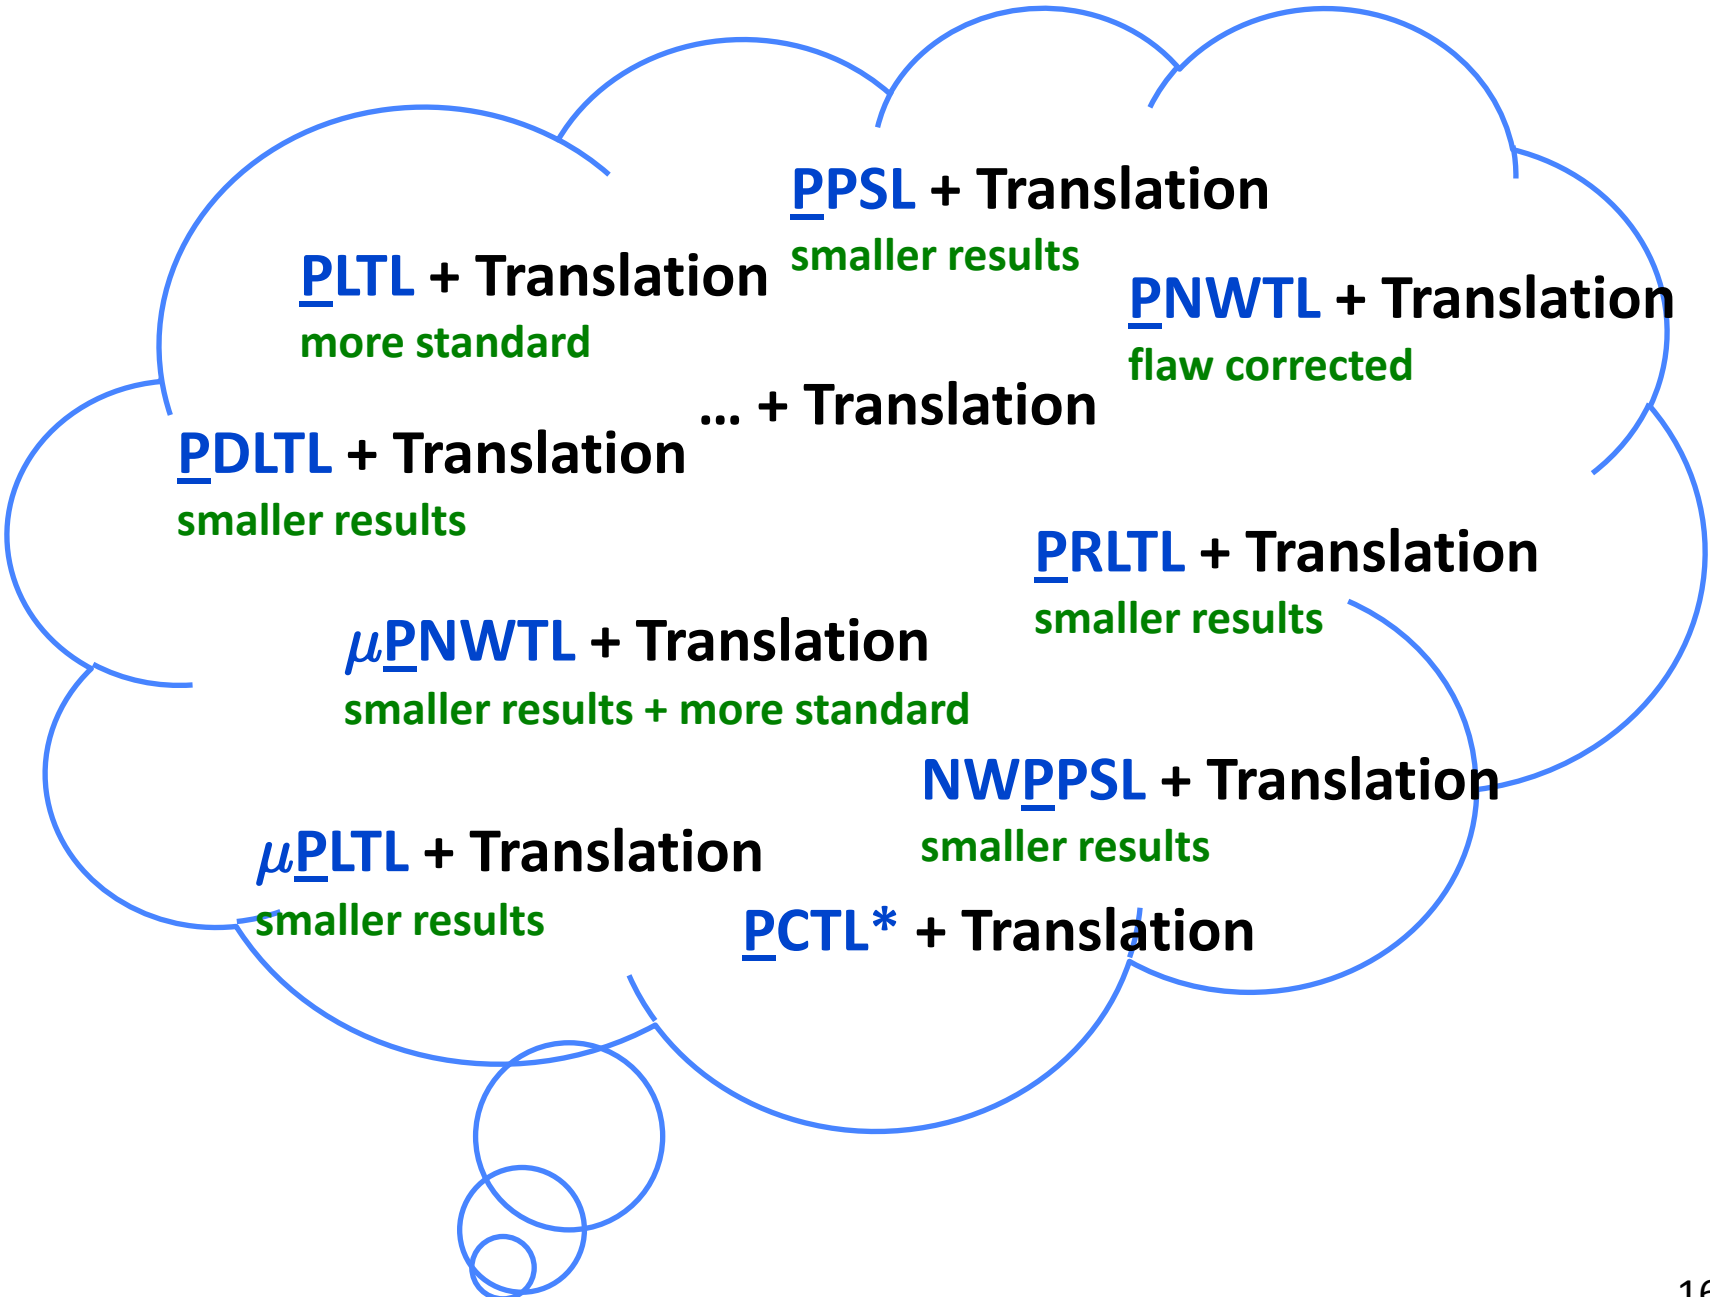 PPSL + Translation
smaller results
PLTL + Translation
more standard
PNWTL + Translation
flaw corrected
... + Translation
PDLTL + Translation
smaller results
PRLTL + Translation
smaller results
μPNWTL + Translation
smaller results + more standard
NWPPSL + Translation
smaller results
μPLTL + Translation
smaller results
PCTL* + Translation
16